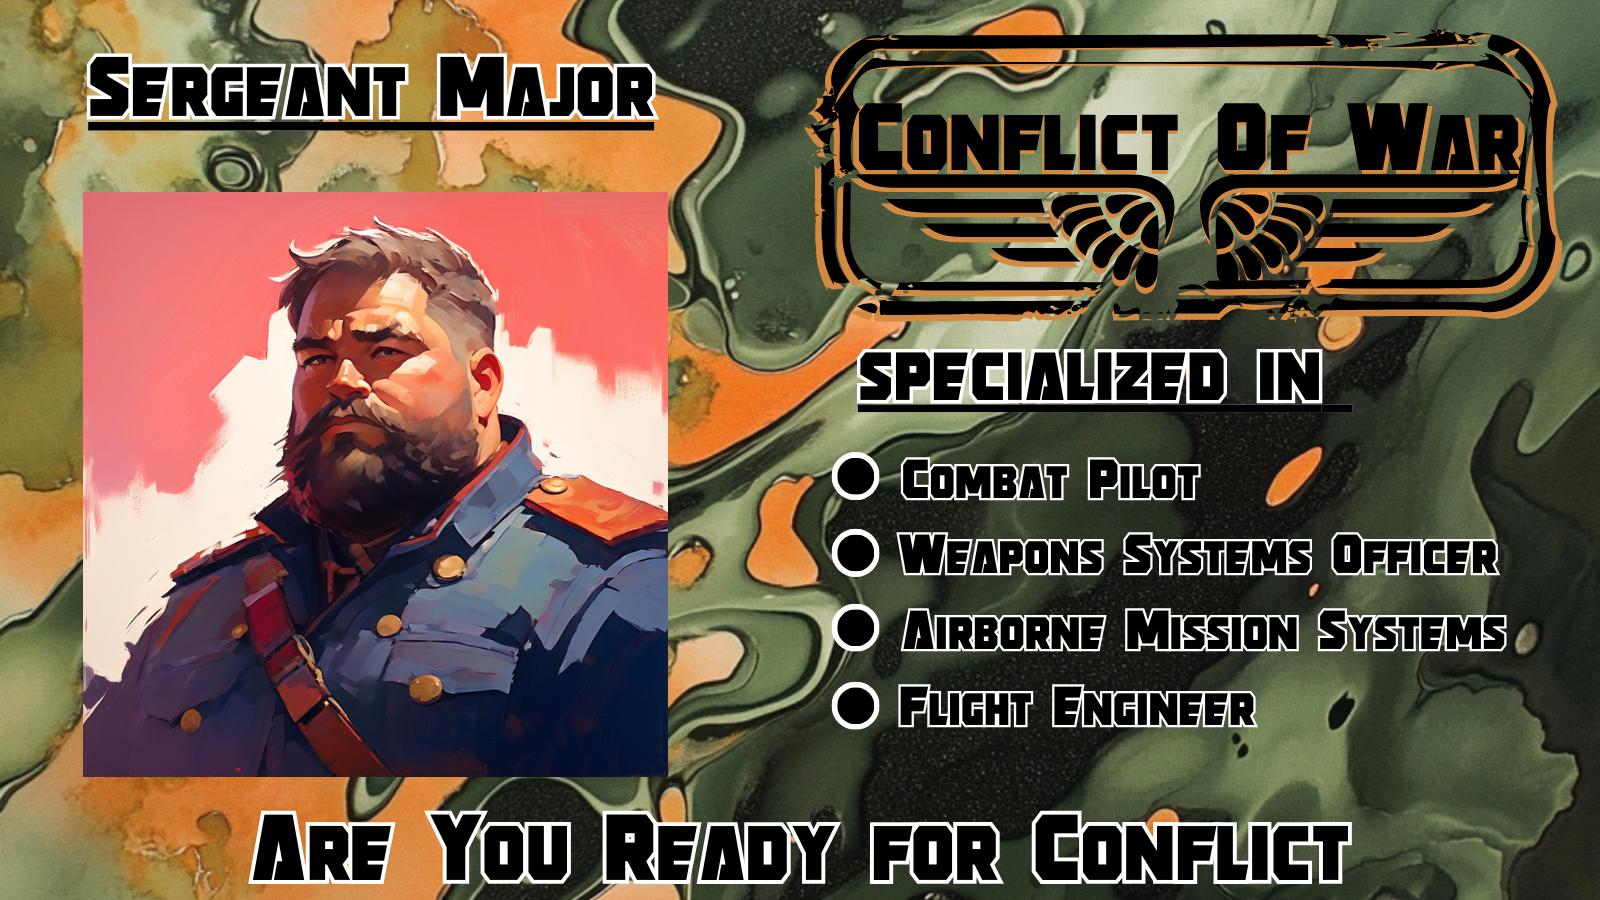 Sergeant Major
Conflict Of War
SPECIALIZED IN
Combat Pilot
Weapons Systems Officer
Airborne Mission Systems
Flight Engineer
Are You Ready for Conflict